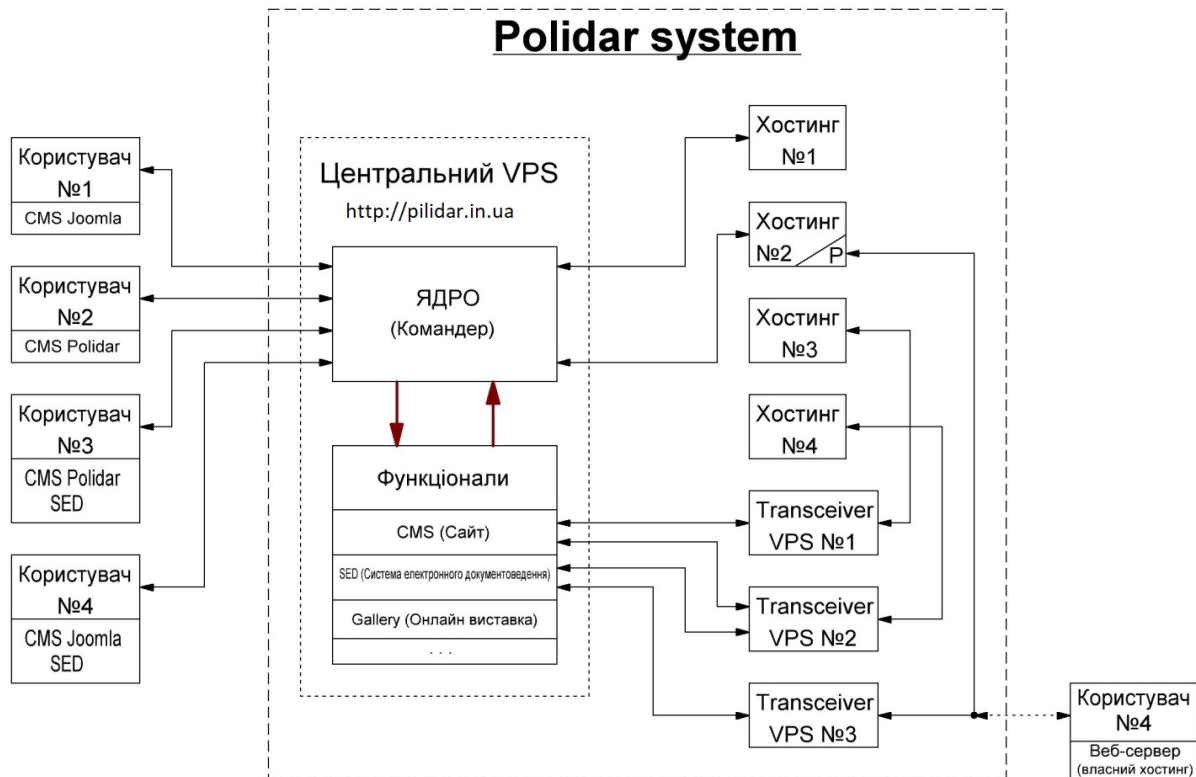 Polidar system
Користувач
№1
CMS Joomla
Користувач
№2
CMS Polidar
Користувач
№3
CMS Polidar
SED
Користувач
№4
CMS Joomla
SED
Центральний VPS
http://pilidar.in.ua
ЯДРО
(Командер)
Функціонали
CMS (Сайт)
SED (Система електронного документоведення)
Gallery (Онлайн виставка)
. . .
Хостинг
№1
Хостинг
№2 P
Хостинг
№3
Хостинг
№4
Transceiver
VPS №1
Transceiver
VPS №2
Transceiver
VPS №3
Користувач
№4
Веб-сервер
(власний хостинг)